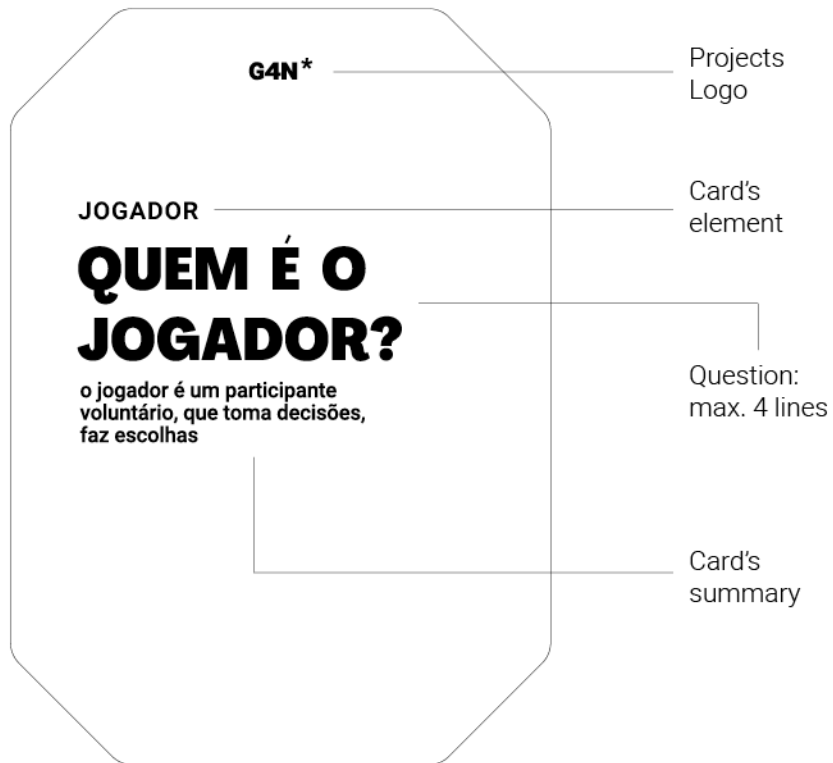 G4N*
Projects
Logo
JOGADOR
Card's
element
QUEM É O
JOGADOR?
Question:
max. 4 lines
o jogador é um participante
voluntário, que toma decisões,
faz escolhas
Card's
summary